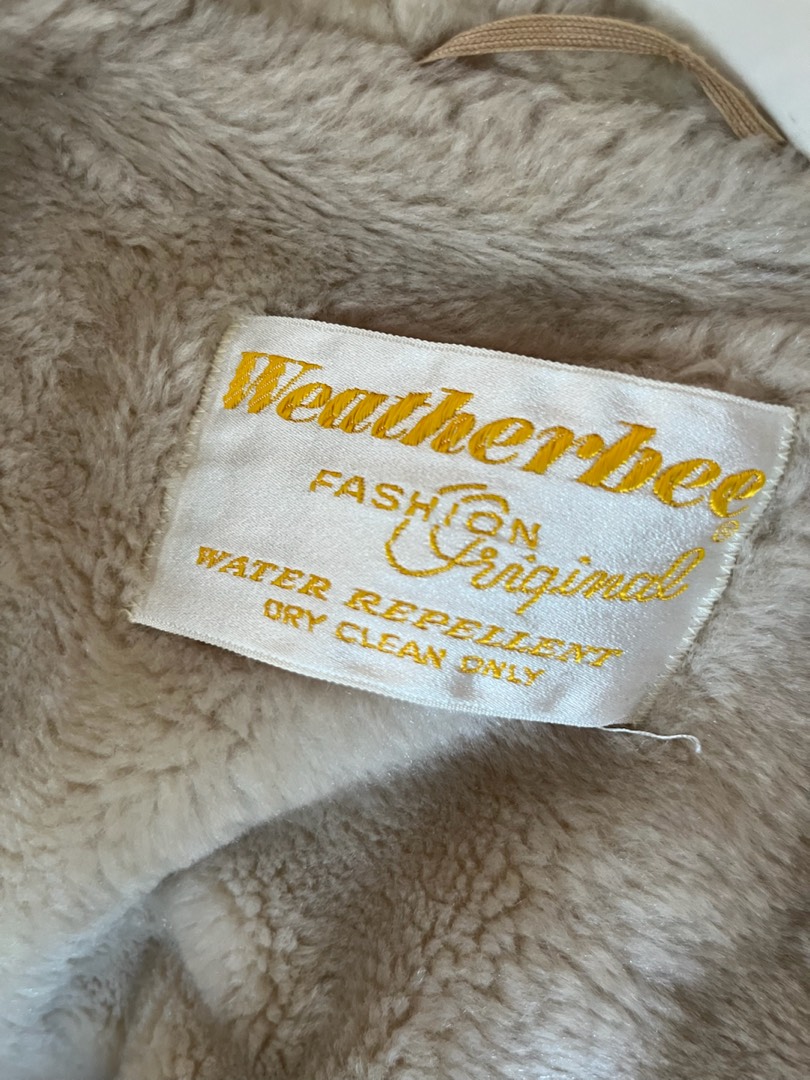 Weatherbee®
FASHION
Original
WATER REPELLENT
DRY CLEAN ONLY